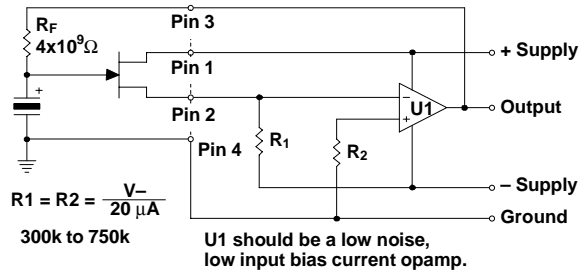 Pin 3
R_F
4x10⁹Ω
Pin 1
+ Supply
+
−
U1
Output
+
Pin 2
R₁
R₂
Pin 4
− Supply
R1 = R2 = V− / 20 μA
Ground
300k to 750k
U1 should be a low noise,
low input bias current opamp.